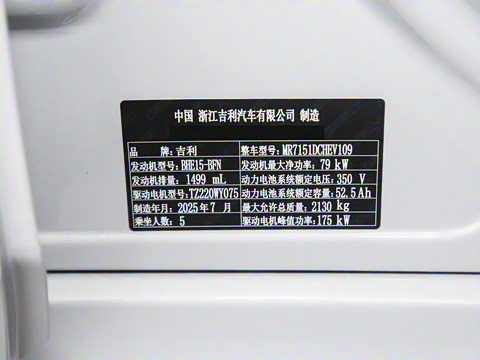 中国 浙江吉利汽车有限公司 制造
品 牌：吉利 整车型号：MR7151DCHEV109
发动机型号：BHE15-BFN 发动机最大净功率：79 kW
发动机排量：1499 mL 动力电池系统额定电压：350 V
驱动电机型号：TZ220WY075 动力电池系统额定容量：52.5Ah
制造年月：2025年7月 最大允许总质量：2130 kg
乘坐人数：5 驱动电机峰值功率：175 kW